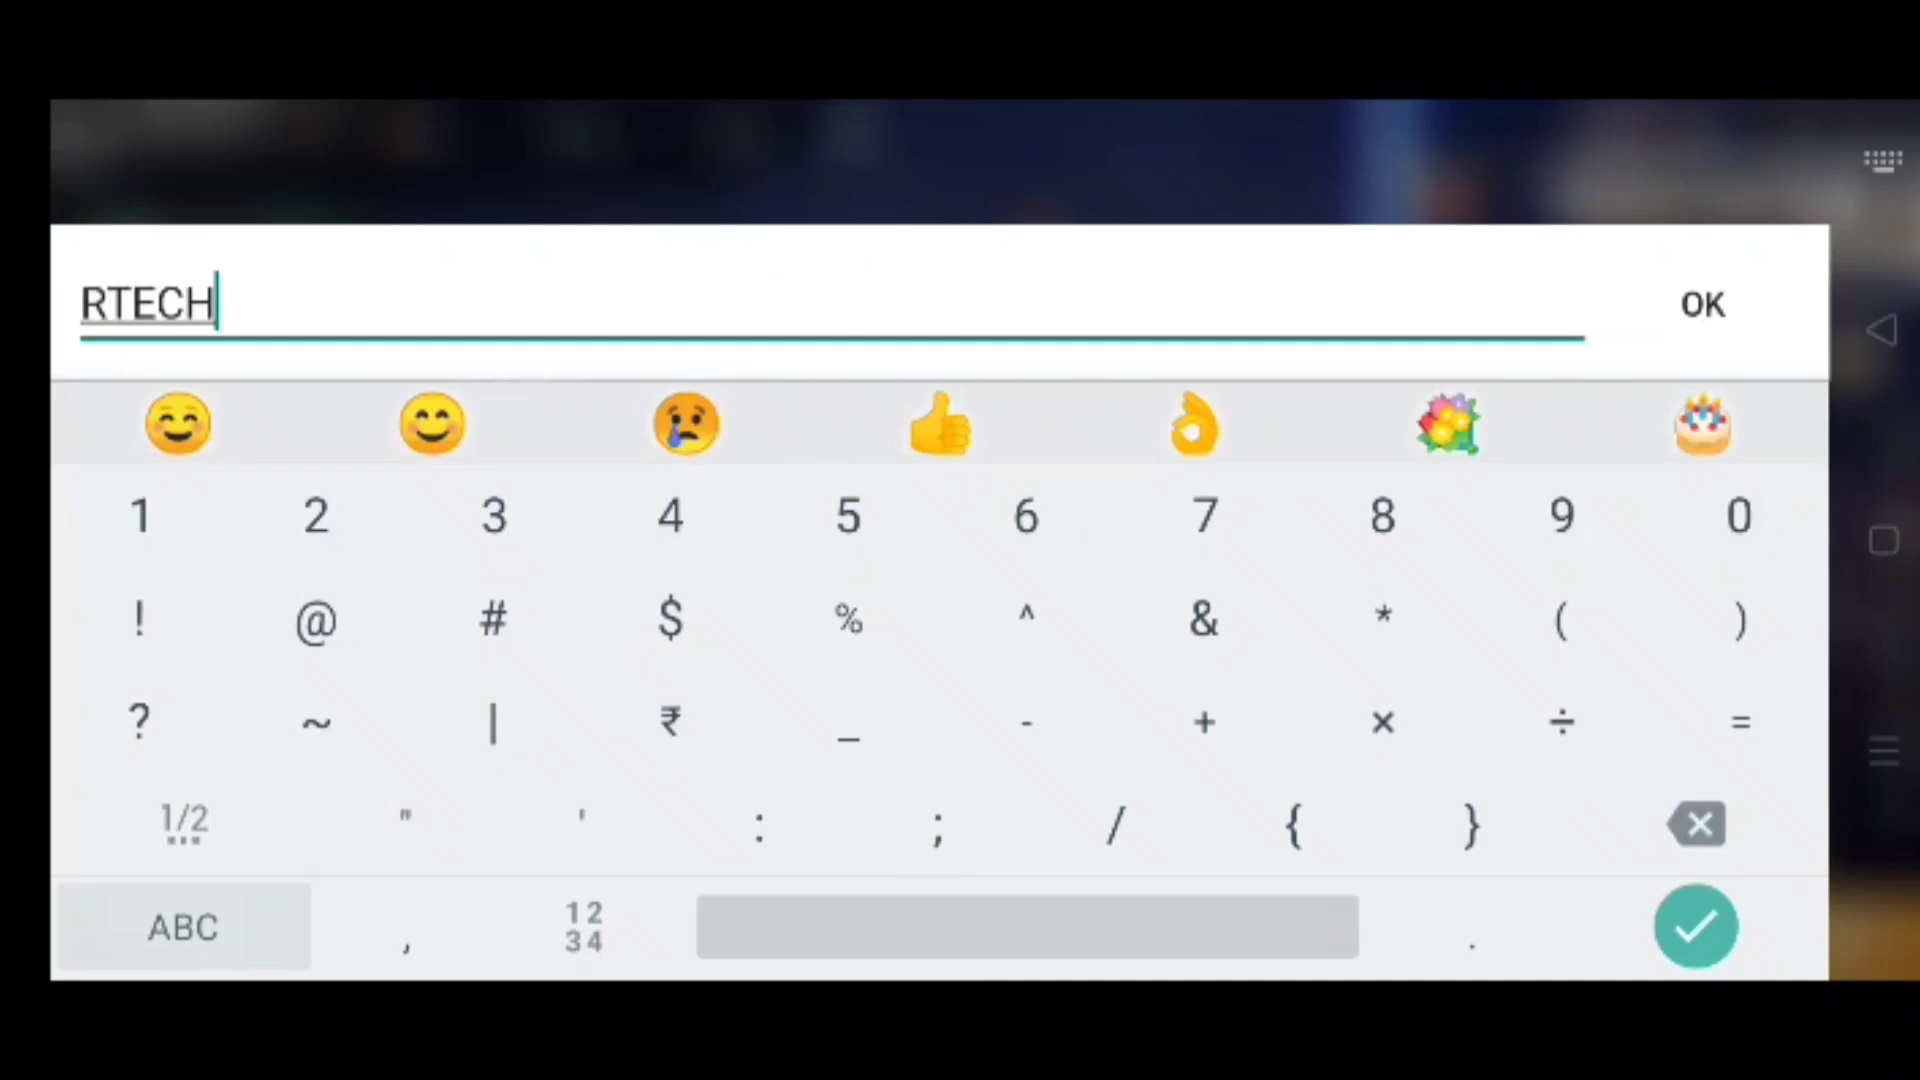 RTECH
OK
1 2 3 4 5 6 7 8 9 0
! @ # $ % ^ & * ( )
? ~ | ₹ _ - + × ÷ =
1/2 " ' : ; / { }
ABC , 12 34 .